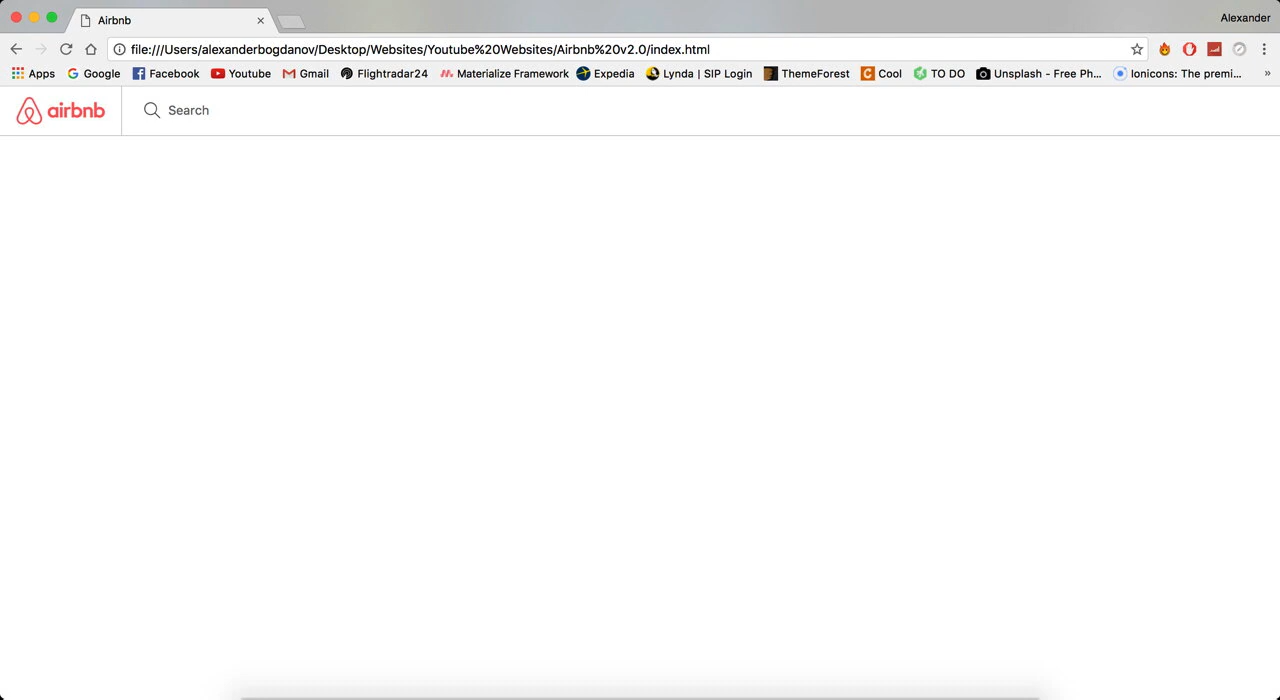 Airbnb
Alexander
file:///Users/alexanderbogdanov/Desktop/Websites/Youtube%20Websites/Airbnb%20v2.0/index.html
Apps Google Facebook Youtube Gmail Flightradar24 Materialize Framework Expedia Lynda | SIP Login ThemeForest Cool TO DO Unsplash - Free Ph... Ionicons: The premi... »
airbnb Search